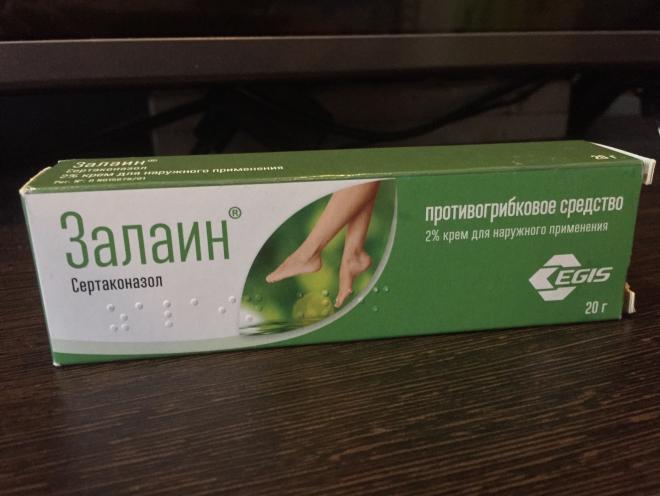 Залаин®
Сертаконазол
2% крем для наружного применения
20 г
Залаин®
Сертаконазол
противогрибковое средство
2% крем для наружного применения
EGIS
20 г